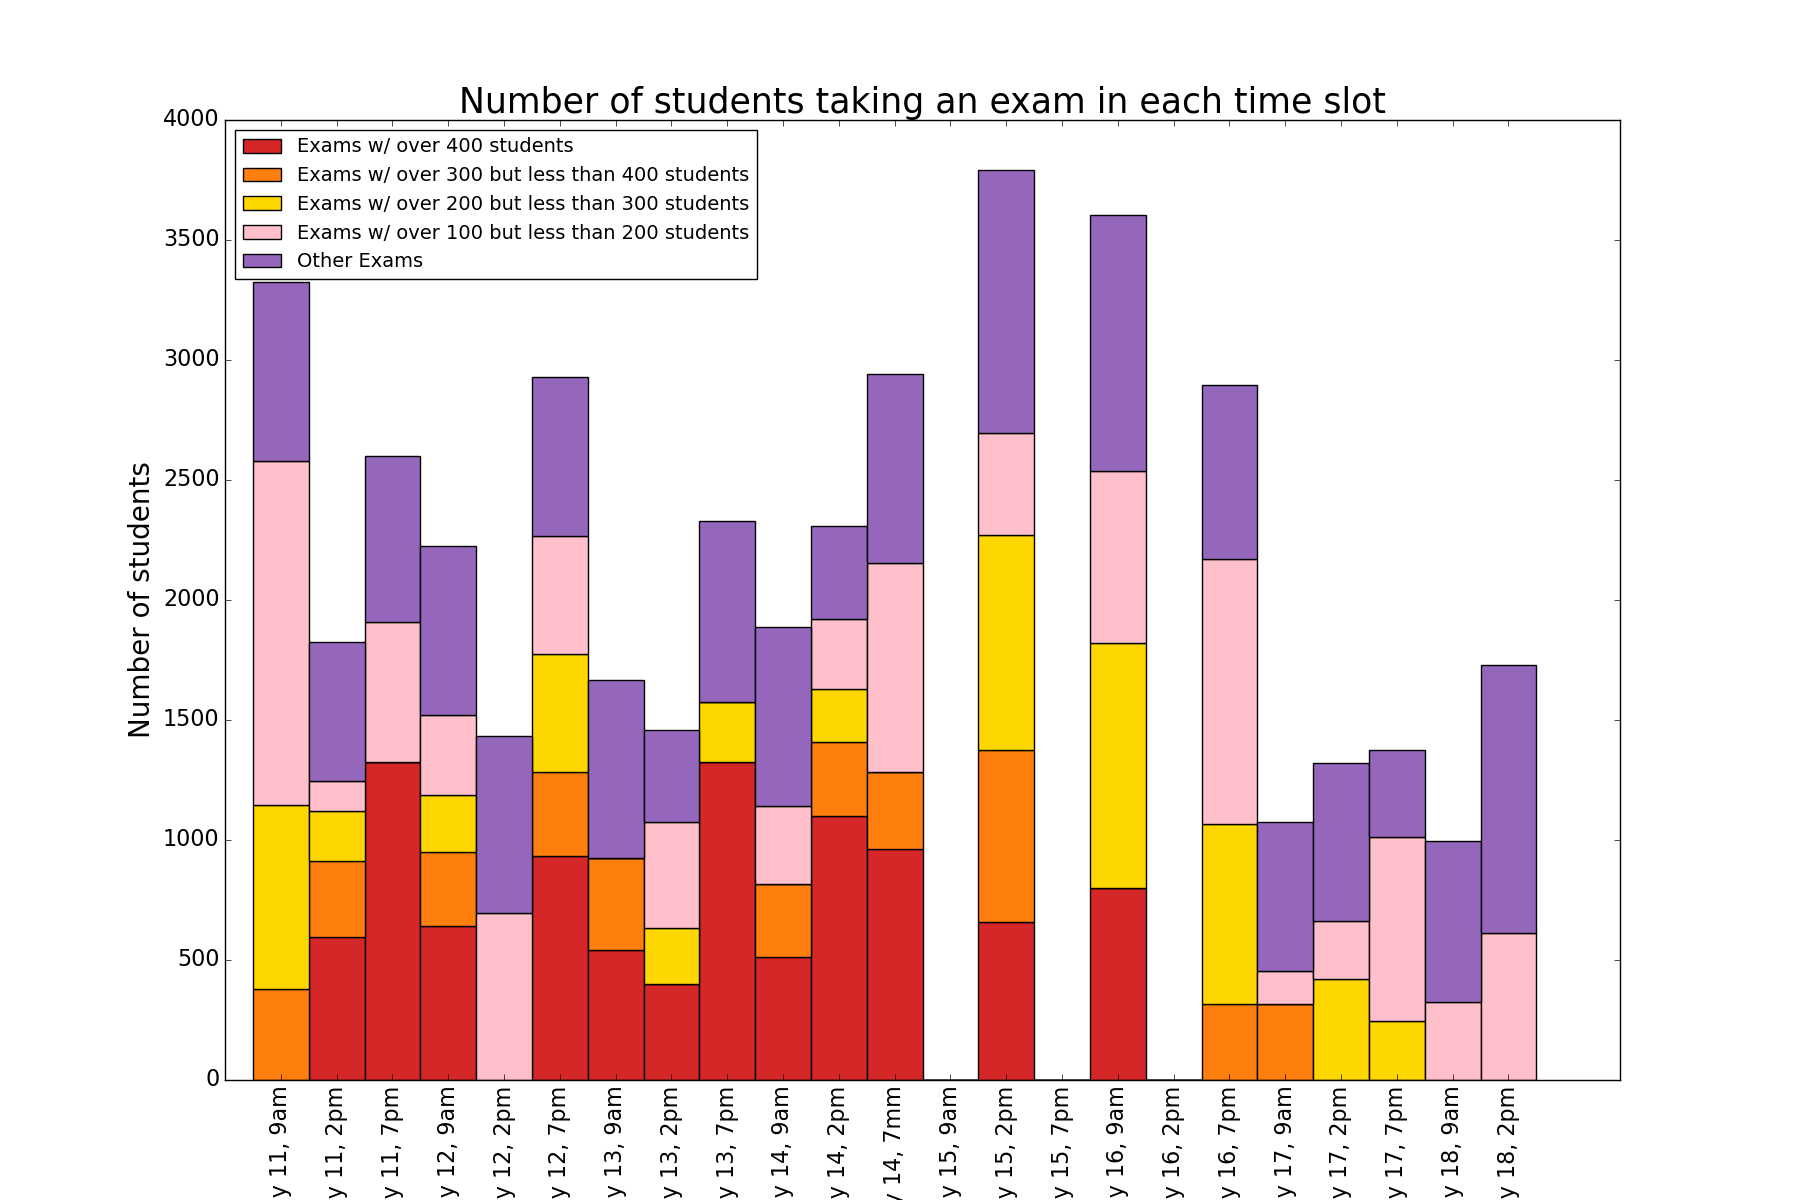 Number of students taking an exam in each time slot
4000
3500
3000
2500
2000
1500
1000
500
0
Number of students
Exams w/ over 400 students
Exams w/ over 300 but less than 400 students
Exams w/ over 200 but less than 300 students
Exams w/ over 100 but less than 200 students
Other Exams
y 11, 9am
y 11, 2pm
y 11, 7pm
y 12, 9am
y 12, 2pm
y 12, 7pm
y 13, 9am
y 13, 2pm
y 13, 7pm
y 14, 9am
y 14, 2pm
y 14, 7mm
y 15, 9am
y 15, 2pm
y 15, 7pm
y 16, 9am
y 16, 2pm
y 16, 7pm
y 17, 9am
y 17, 2pm
y 17, 7pm
y 18, 9am
y 18, 2pm